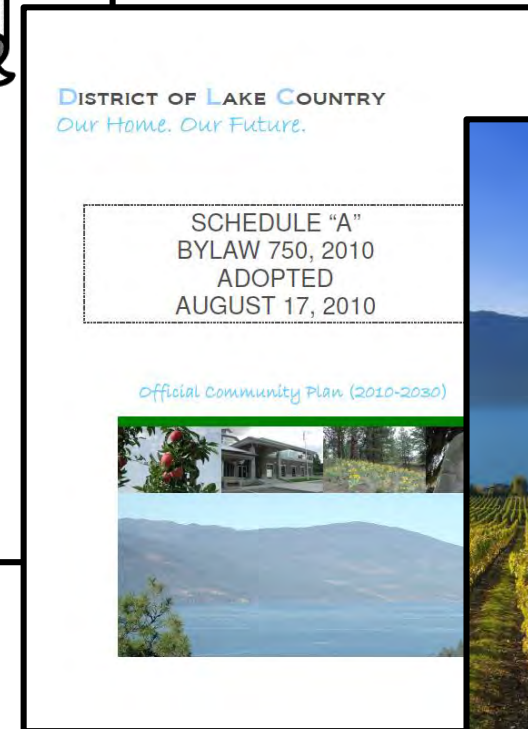 DISTRICT OF LAKE COUNTRY
Our Home. Our Future.
SCHEDULE “A”
BYLAW 750, 2010
ADOPTED
AUGUST 17, 2010
Official Community Plan (2010-2030)